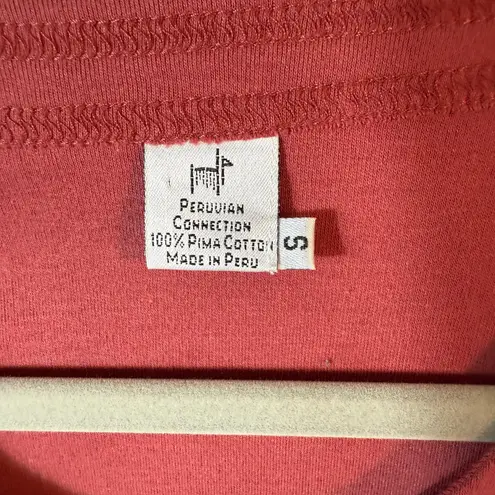 PERUVIAN
CONNECTION
100% PIMA COTTON
MADE IN PERU
S